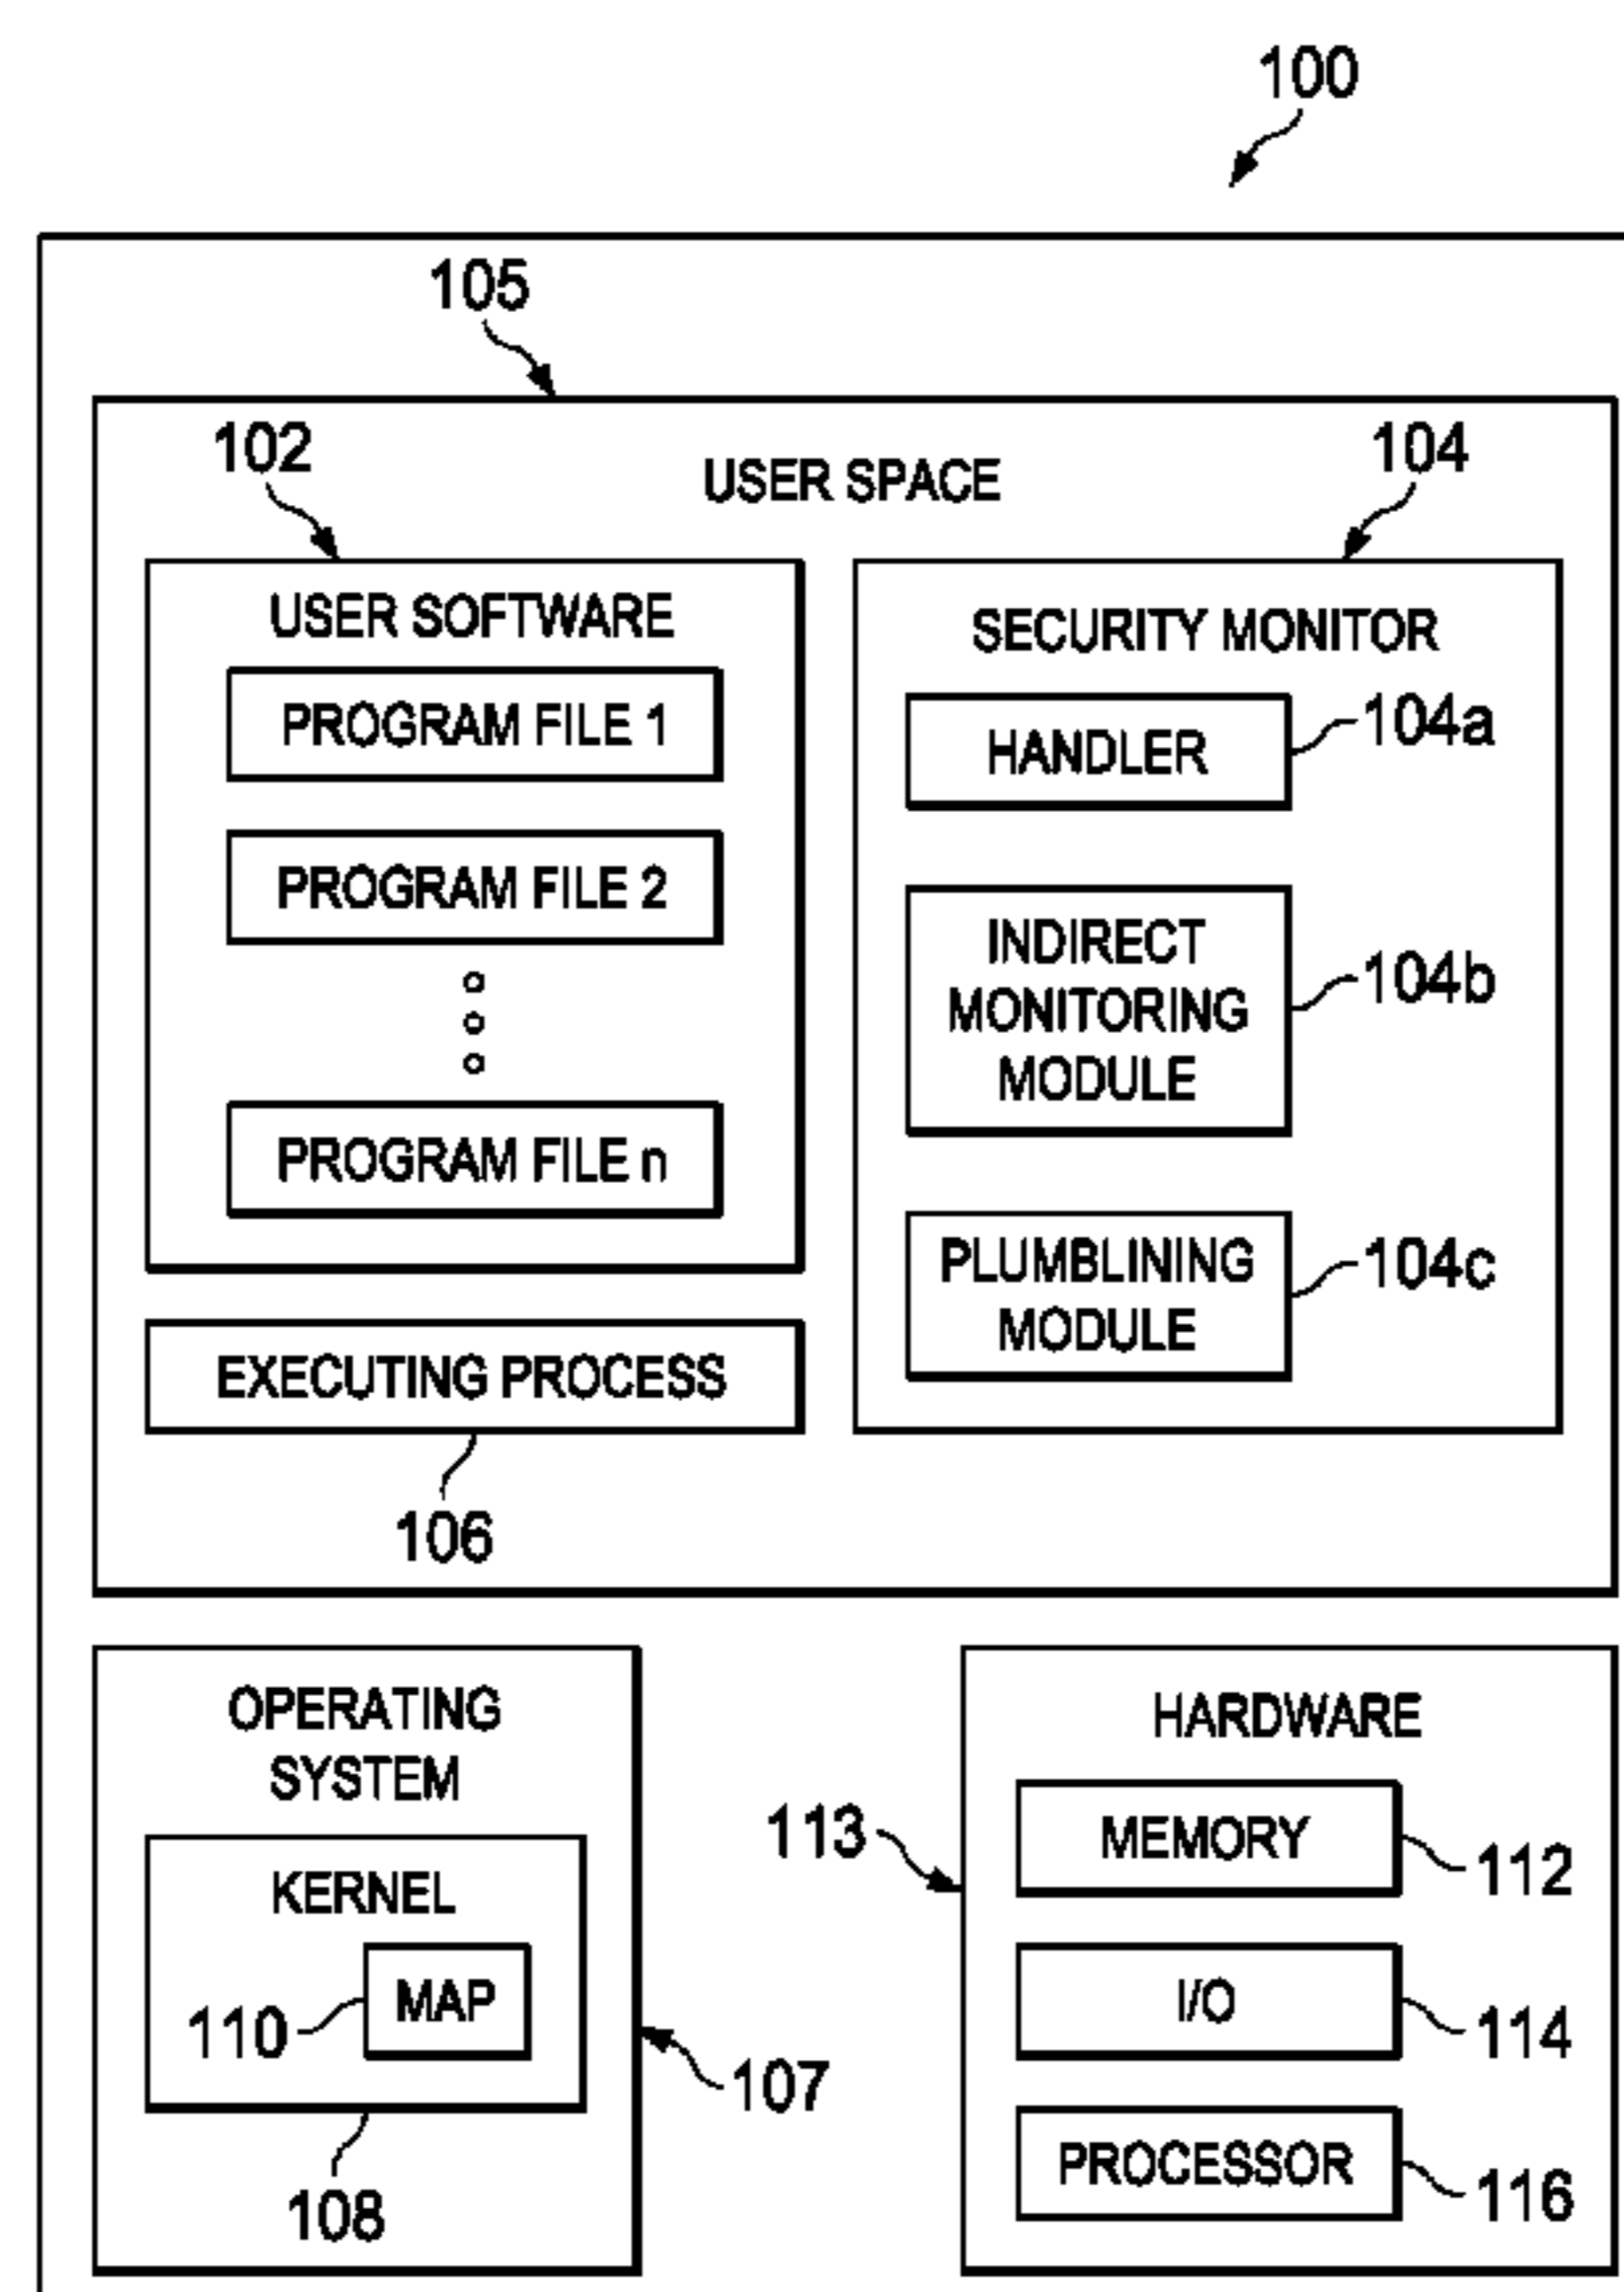 100
105
102
USER SPACE
104
USER SOFTWARE
PROGRAM FILE 1
PROGRAM FILE 2
PROGRAM FILE n
SECURITY MONITOR
HANDLER
104a
INDIRECT
MONITORING
MODULE
104b
PLUMBLINING
MODULE
104c
EXECUTING PROCESS
106
OPERATING
SYSTEM
KERNEL
110
MAP
108
107
HARDWARE
113
MEMORY
112
I/O
114
PROCESSOR
116